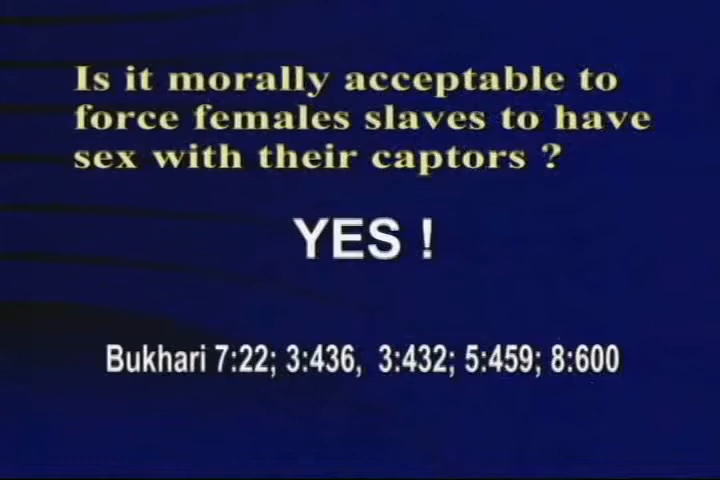 Is it morally acceptable to
force females slaves to have
sex with their captors ?
YES !
Bukhari 7:22; 3:436, 3:432; 5:459; 8:600